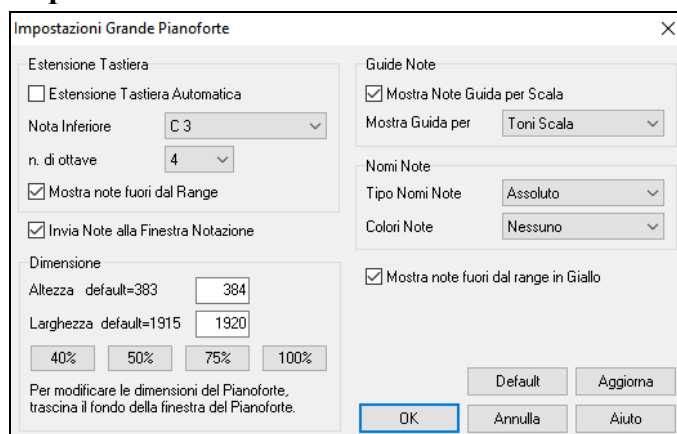 Impostazioni Grande Pianoforte
Estensione Tastiera
Estensione Tastiera Automatica
Nota Inferiore C 3
n. di ottave 4
Mostra note fuori dal Range
Invia Note alla Finestra Notazione
Dimensione
Altezza default=383 384
Larghezza default=1915 1920
40% 50% 75% 100%
Per modificare le dimensioni del Pianoforte,
trascina il fondo della finestra del Pianoforte.
Guide Note
Mostra Note Guida per Scala
Mostra Guida per Toni Scala
Nomi Note
Tipo Nomi Note Assoluto
Colori Note Nessuno
Mostra note fuori dal range in Giallo
Default Aggiorna
OK Annulla Aiuto